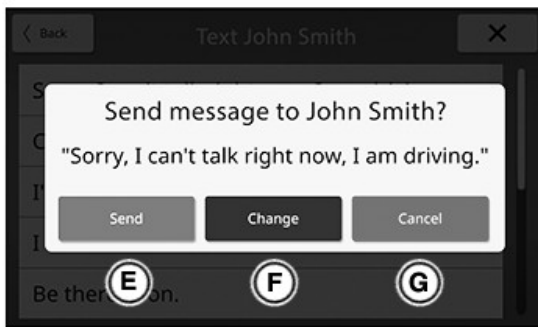 Back
Text John Smith
S
Send message to John Smith?
C
"Sorry, I can't talk right now, I am driving."
I'
Send
Change
Cancel
I
E
F
G
Be there on.